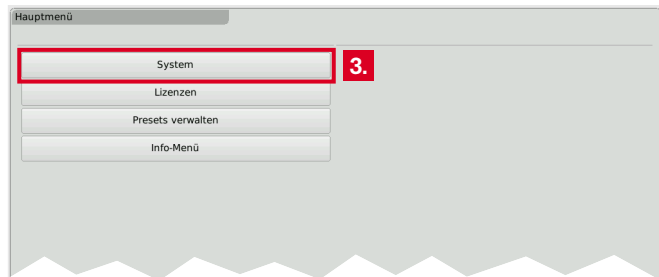 Hauptmenü
System
3.
Lizenzen
Presets verwalten
Info-Menü